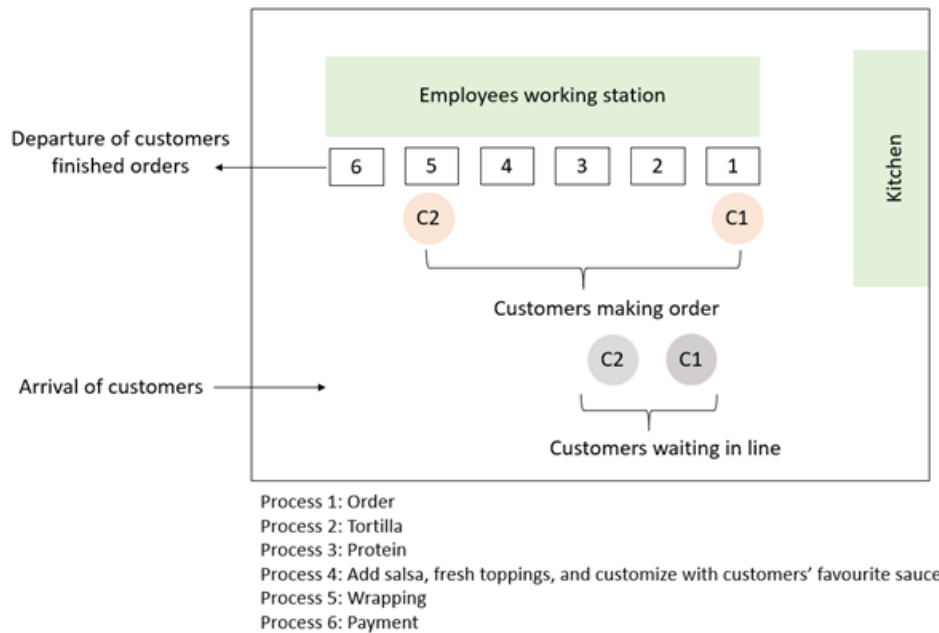 Employees working station
Departure of customers
finished orders
6 5 4 3 2 1
Kitchen
C2 C1
Customers making order
C2 C1
Arrival of customers
Customers waiting in line
Process 1: Order
Process 2: Tortilla
Process 3: Protein
Process 4: Add salsa, fresh toppings, and customize with customers' favourite sauce
Process 5: Wrapping
Process 6: Payment